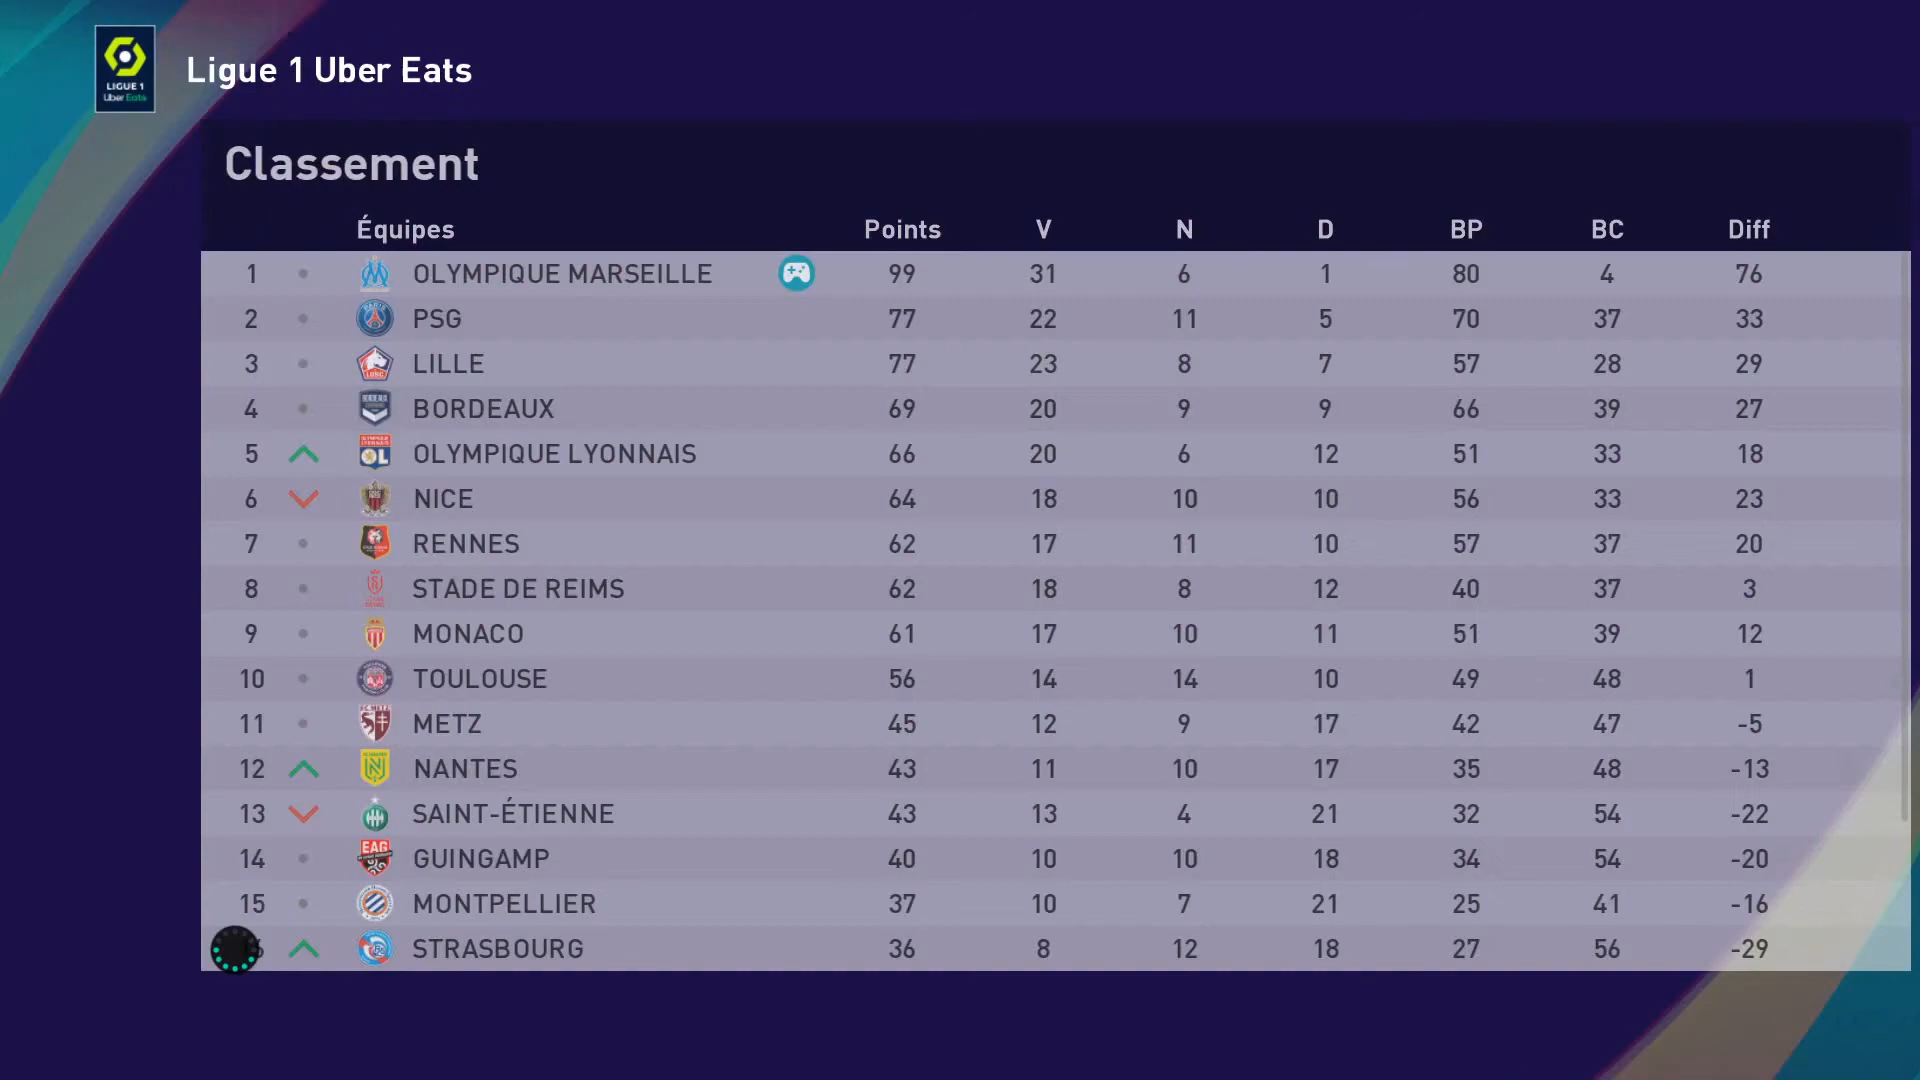 LIGUE 1
Uber Eats
Ligue 1 Uber Eats
Classement
Équipes Points V N D BP BC Diff
1 OLYMPIQUE MARSEILLE 99 31 6 1 80 4 76
2 PSG 77 22 11 5 70 37 33
3 LILLE 77 23 8 7 57 28 29
4 BORDEAUX 69 20 9 9 66 39 27
5 OLYMPIQUE LYONNAIS 66 20 6 12 51 33 18
6 NICE 64 18 10 10 56 33 23
7 RENNES 62 17 11 10 57 37 20
8 STADE DE REIMS 62 18 8 12 40 37 3
9 MONACO 61 17 10 11 51 39 12
10 TOULOUSE 56 14 14 10 49 48 1
11 METZ 45 12 9 17 42 47 -5
12 NANTES 43 11 10 17 35 48 -13
13 SAINT-ÉTIENNE 43 13 4 21 32 54 -22
14 GUINGAMP 40 10 10 18 34 54 -20
15 MONTPELLIER 37 10 7 21 25 41 -16
STRASBOURG 36 8 12 18 27 56 -29